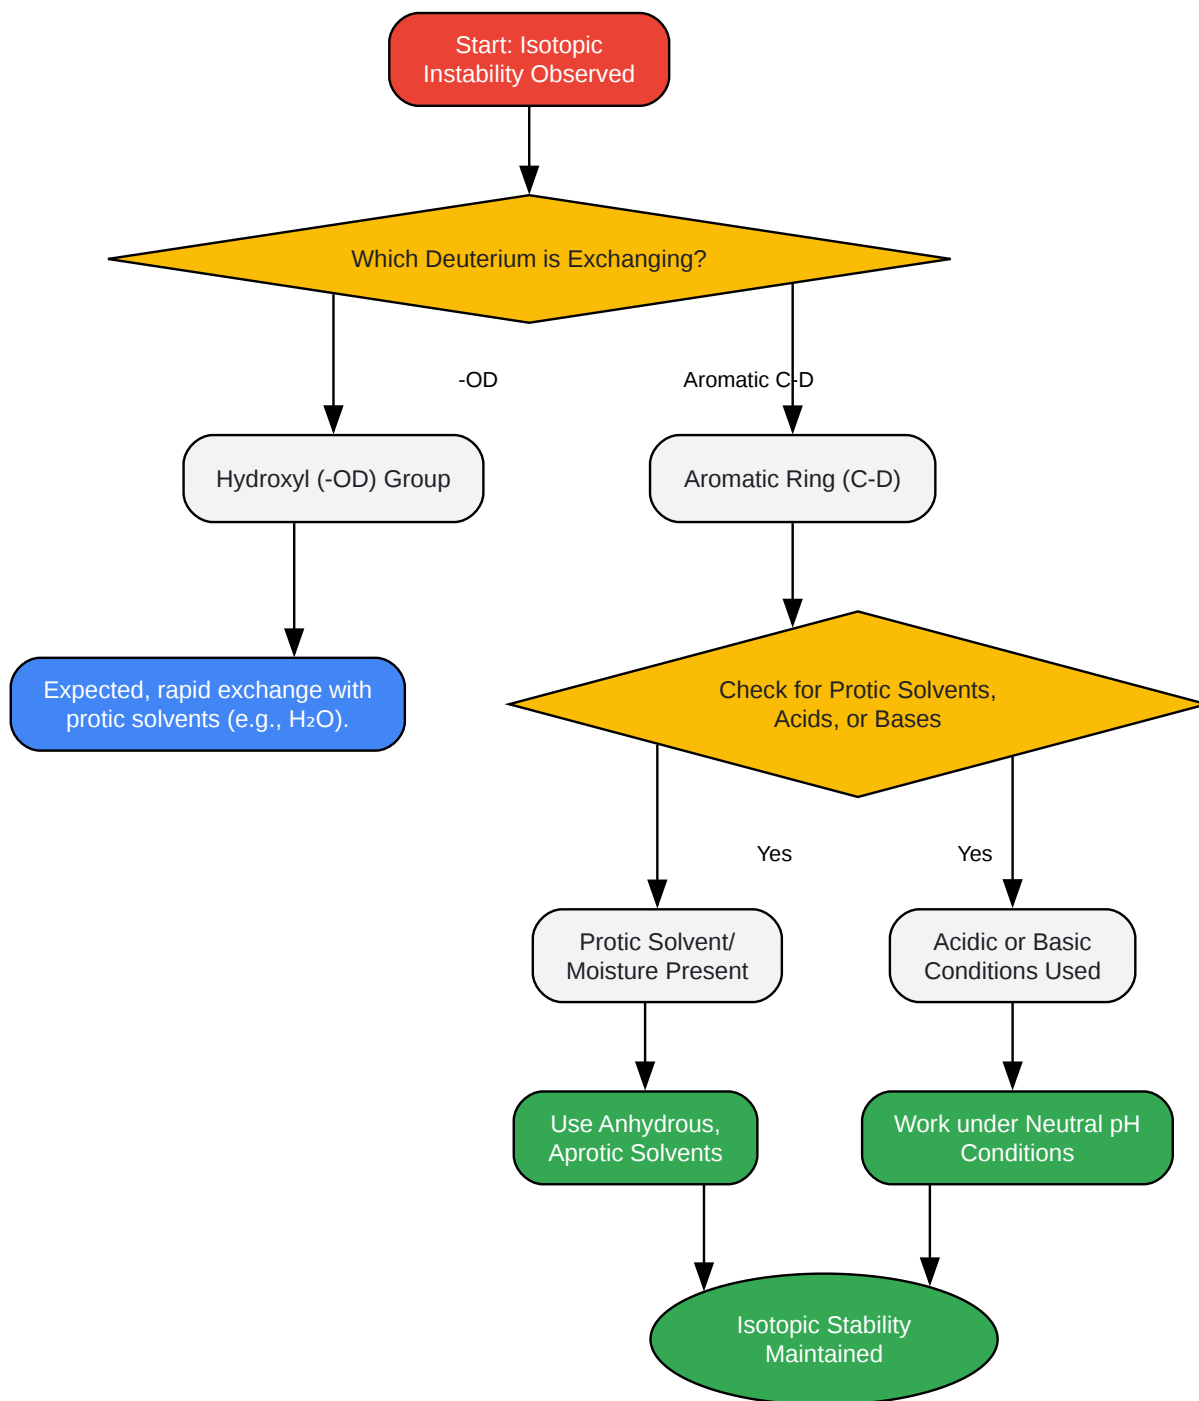 Start: Isotopic
Instability Observed
Which Deuterium is Exchanging?
-OD
Aromatic C-D
Hydroxyl (-OD) Group
Aromatic Ring (C-D)
Expected, rapid exchange with
protic solvents (e.g., H₂O).
Check for Protic Solvents,
Acids, or Bases
Yes
Yes
Protic Solvent/
Moisture Present
Acidic or Basic
Conditions Used
Use Anhydrous,
Aprotic Solvents
Work under Neutral pH
Conditions
Isotopic Stability
Maintained